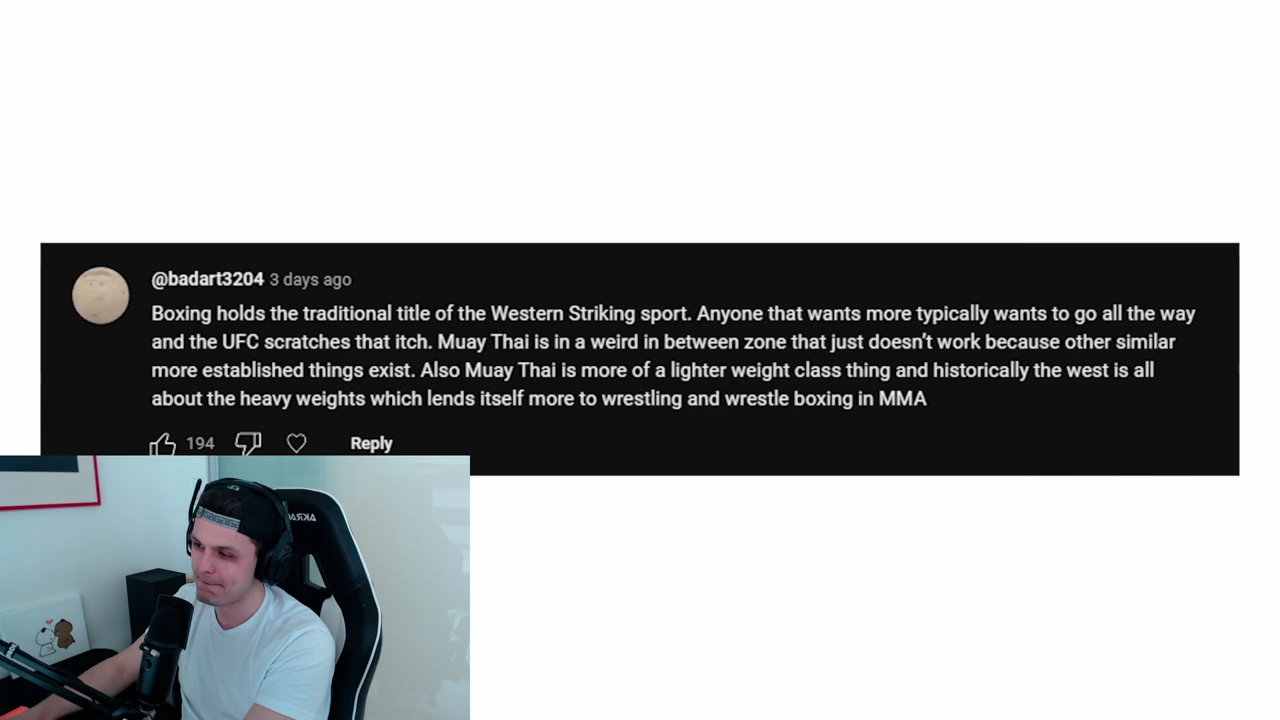 @badart3204 3 days ago
Boxing holds the traditional title of the Western Striking sport. Anyone that wants more typically wants to go all the way
and the UFC scratches that itch. Muay Thai is in a weird in between zone that just doesn't work because other similar
more established things exist. Also Muay Thai is more of a lighter weight class thing and historically the west is all
about the heavy weights which lends itself more to wrestling and wrestle boxing in MMA
194 Reply
AKRAC